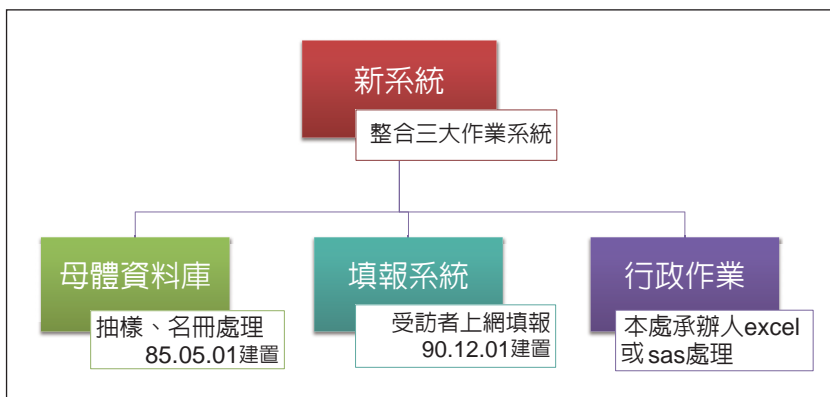 新系統
整合三大作業系統
母體資料庫
抽樣、名冊處理
85.05.01建置
填報系統
受訪者上網填報
90.12.01建置
行政作業
本處承辦人excel
或sas處理